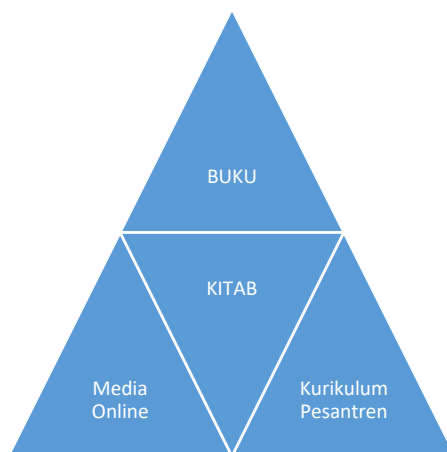 BUKU
KITAB
Media
Online
Kurikulum
Pesantren